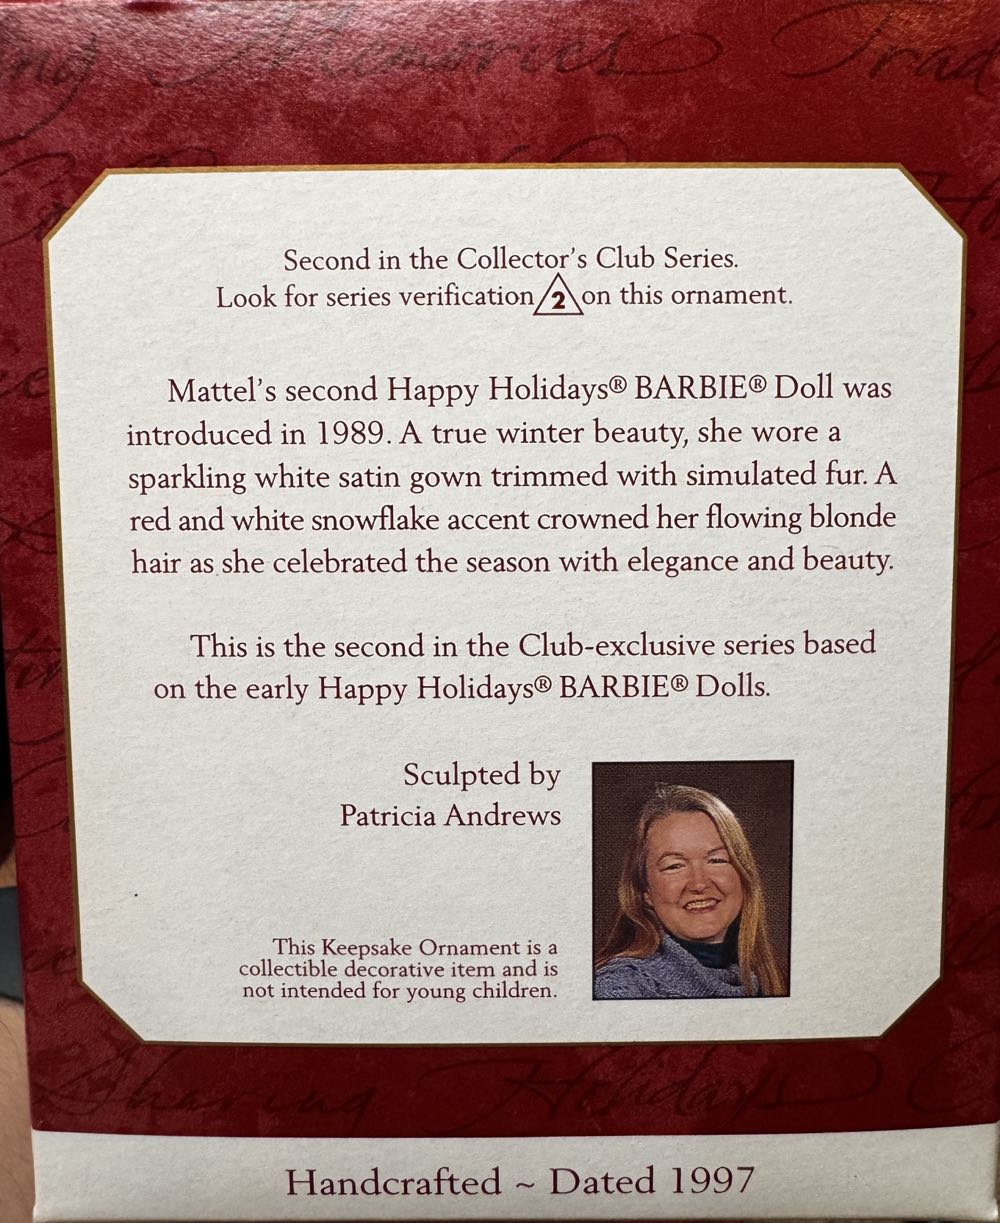 Memories
Second in the Collector's Club Series.
Look for series verification 2 on this ornament.
Mattel's second Happy Holidays® BARBIE® Doll was
introduced in 1989. A true winter beauty, she wore a
sparkling white satin gown trimmed with simulated fur. A
red and white snowflake accent crowned her flowing blonde
hair as she celebrated the season with elegance and beauty.
This is the second in the Club-exclusive series based
on the early Happy Holidays® BARBIE® Dolls.
Sculpted by
Patricia Andrews
This Keepsake Ornament is a
collectible decorative item and is
not intended for young children.
Sharing Holidays
Handcrafted ~ Dated 1997